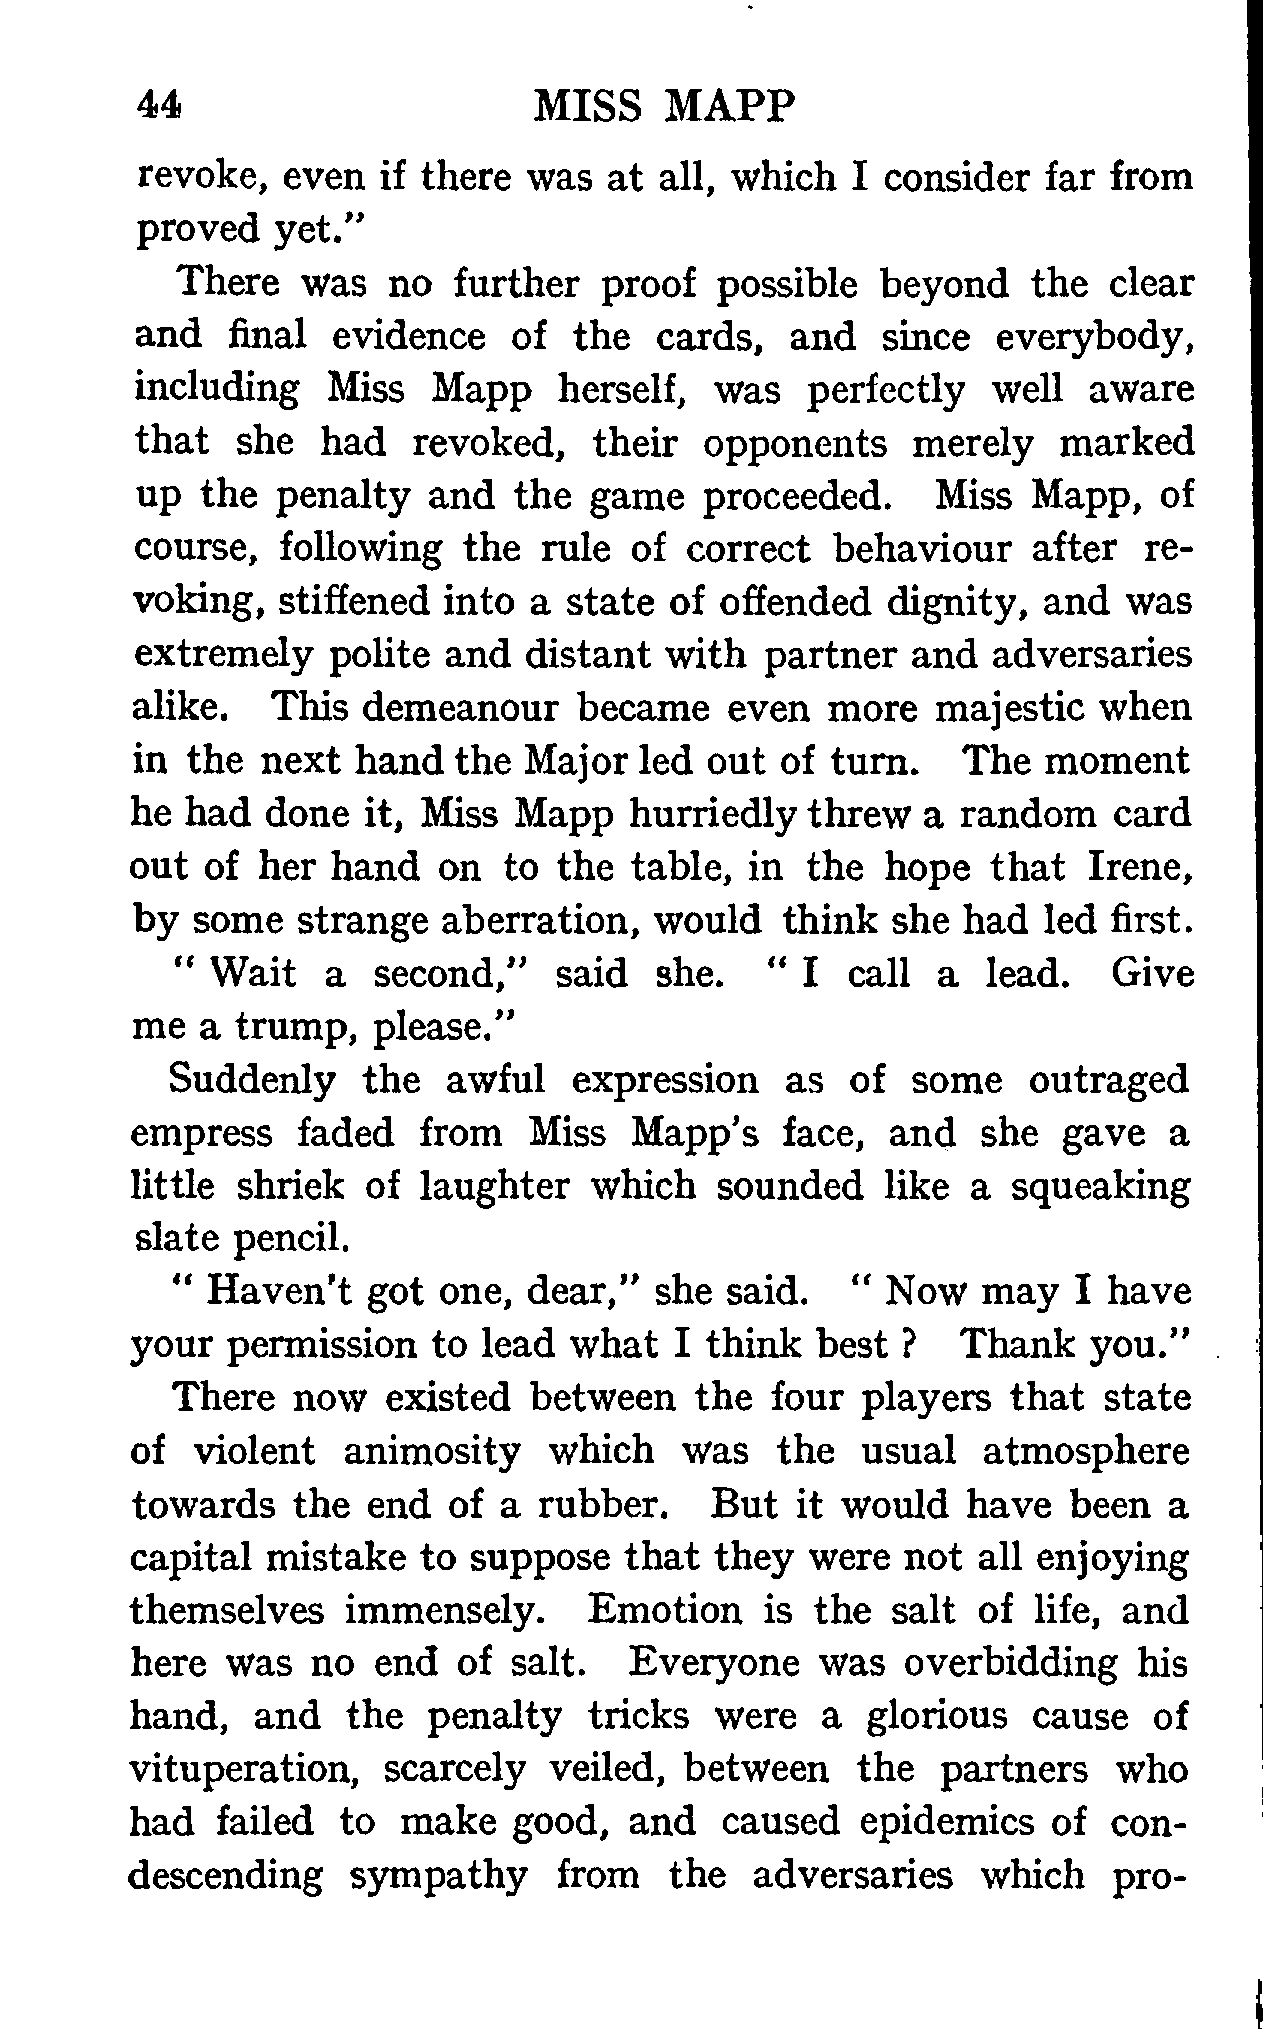 44 MISS MAPP
revoke, even if there was at all, which I consider far from
proved yet."
There was no further proof possible beyond the clear
and final evidence of the cards, and since everybody,
including Miss Mapp herself, was perfectly well aware
that she had revoked, their opponents merely marked
up the penalty and the game proceeded. Miss Mapp, of
course, following the rule of correct behaviour after re-
voking, stiffened into a state of offended dignity, and was
extremely polite and distant with partner and adversaries
alike. This demeanour became even more majestic when
in the next hand the Major led out of turn. The moment
he had done it, Miss Mapp hurriedly threw a random card
out of her hand on to the table, in the hope that Irene,
by some strange aberration, would think she had led first.
" Wait a second," said she. " I call a lead. Give
me a trump, please."
Suddenly the awful expression as of some outraged
empress faded from Miss Mapp's face, and she gave a
little shriek of laughter which sounded like a squeaking
slate pencil.
" Haven't got one, dear," she said. " Now may I have
your permission to lead what I think best ? Thank you."
There now existed between the four players that state
of violent animosity which was the usual atmosphere
towards the end of a rubber. But it would have been a
capital mistake to suppose that they were not all enjoying
themselves immensely. Emotion is the salt of life, and
here was no end of salt. Everyone was overbidding his
hand, and the penalty tricks were a glorious cause of
vituperation, scarcely veiled, between the partners who
had failed to make good, and caused epidemics of con-
descending sympathy from the adversaries which pro-